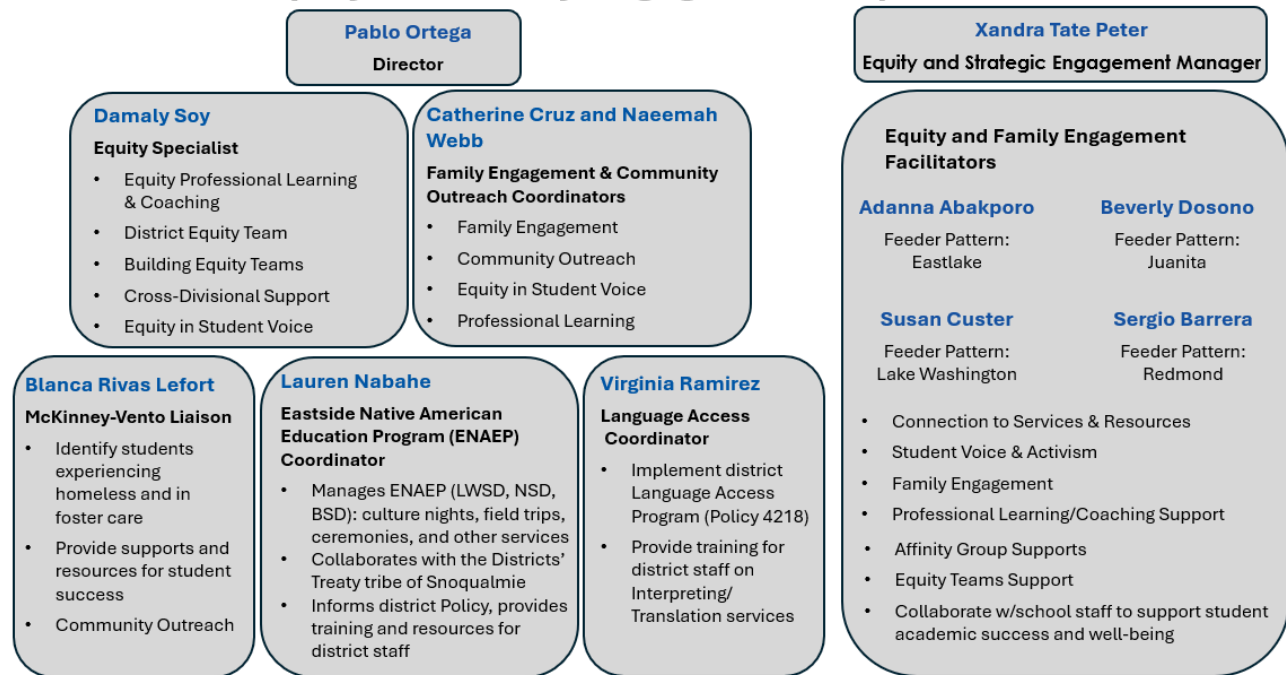 Pablo Ortega
Director
Xandra Tate Peter
Equity and Strategic Engagement Manager
Damaly Soy
Equity Specialist
• Equity Professional Learning
& Coaching
• District Equity Team
• Building Equity Teams
• Cross-Divisional Support
• Equity in Student Voice
Catherine Cruz and Naeemah
Webb
Family Engagement & Community
Outreach Coordinators
• Family Engagement
• Community Outreach
• Equity in Student Voice
• Professional Learning
Blanca Rivas Lefort
McKinney-Vento Liaison
• Identify students
experiencing
homeless and in
foster care
• Provide supports and
resources for student
success
• Community Outreach
Lauren Nabahe
Eastside Native American
Education Program (ENAEP)
Coordinator
• Manages ENAEP (LWSD, NSD,
BSD): culture nights, field trips,
ceremonies, and other services
• Collaborates with the Districts’
Treaty tribe of Snoqualmie
• Informs district Policy, provides
training and resources for
district staff
Virginia Ramirez
Language Access
Coordinator
• Implement district
Language Access
Program (Policy 4218)
• Provide training for
district staff on
Interpreting/
Translation services
Equity and Family Engagement
Facilitators
Adanna Abakporo
Feeder Pattern:
Eastlake
Beverly Dosono
Feeder Pattern:
Juanita
Susan Custer
Feeder Pattern:
Lake Washington
Sergio Barrera
Feeder Pattern:
Redmond
• Connection to Services & Resources
• Student Voice & Activism
• Family Engagement
• Professional Learning/Coaching Support
• Affinity Group Supports
• Equity Teams Support
• Collaborate w/school staff to support student
academic success and well-being